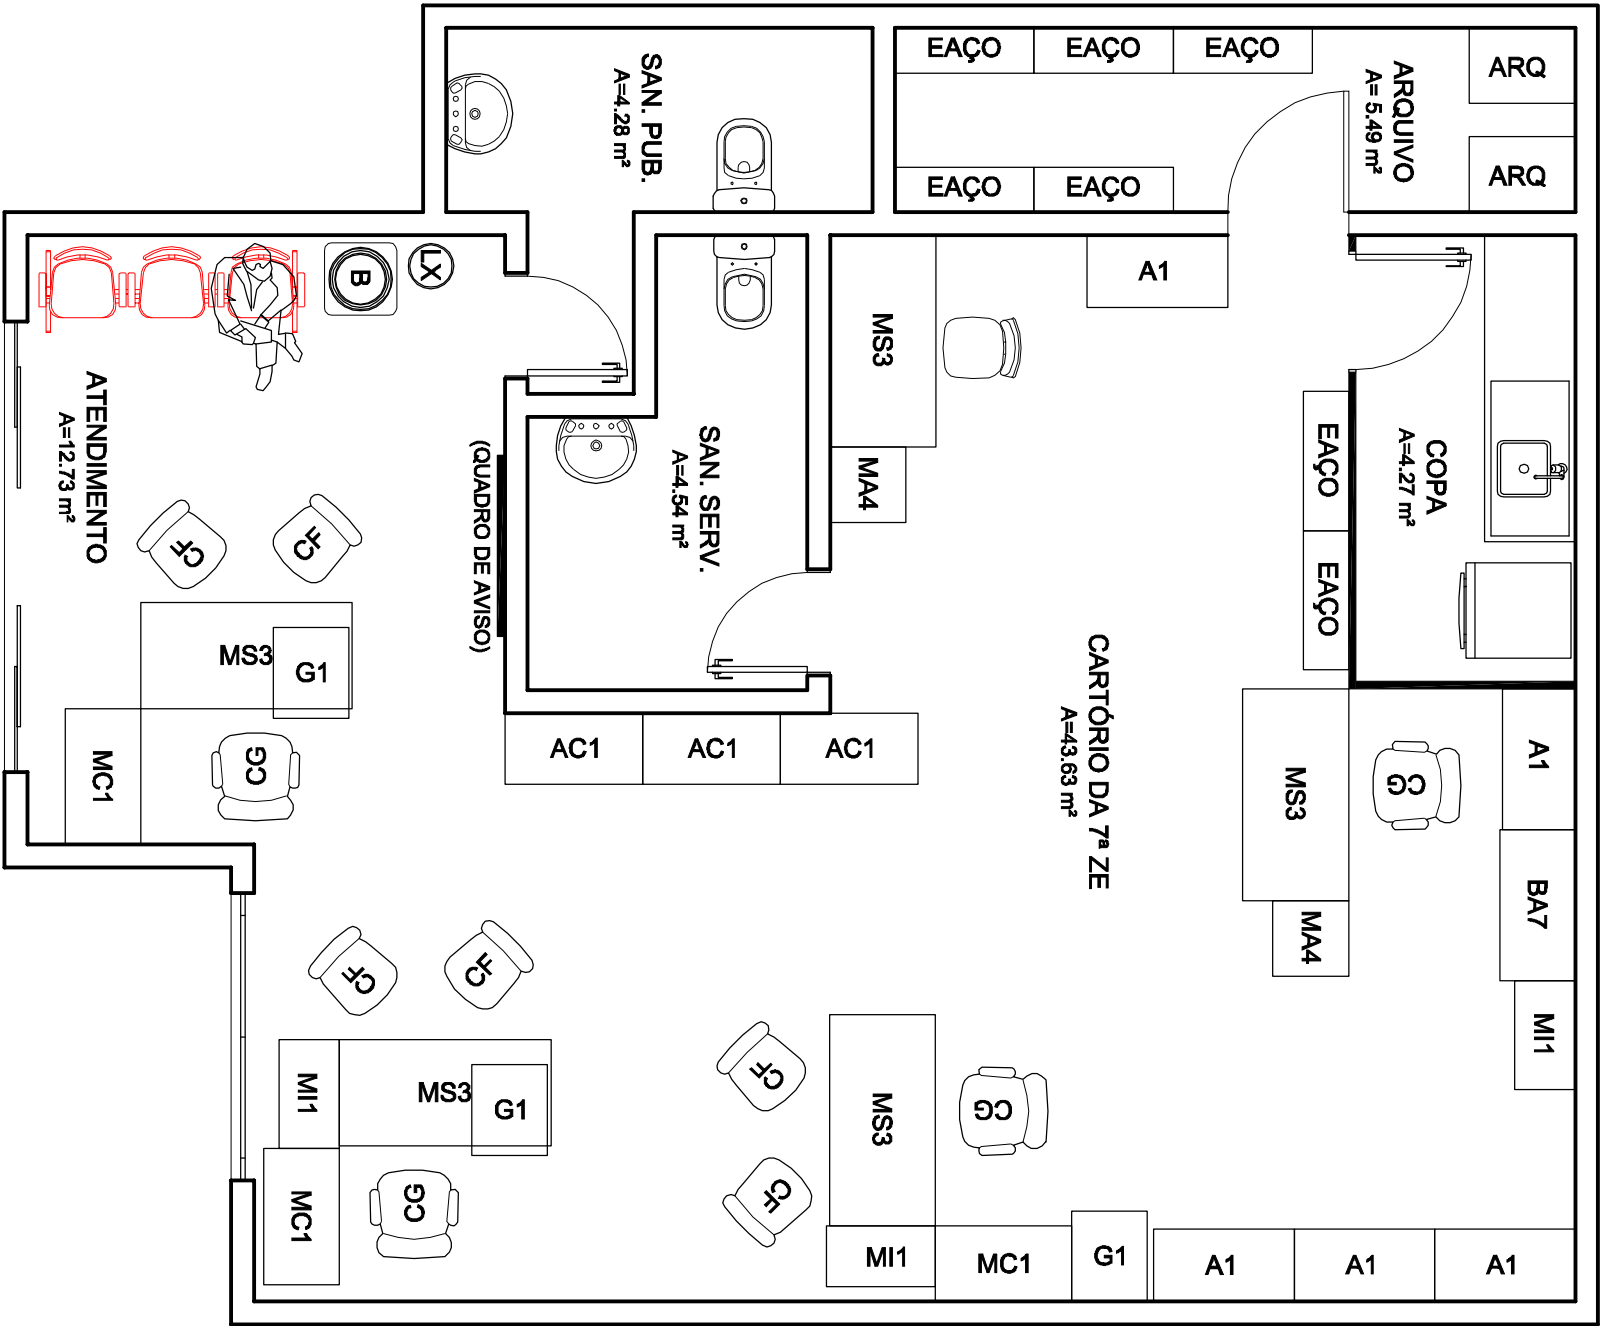 EAÇO
EAÇO
EAÇO
ARQ
ARQUIVO
A= 5.49 m²
SAN. PUB.
A=4.28 m²
EAÇO
EAÇO
ARQ
B
LX
A1
MS3
MA4
ATENDIMENTO
A=12.73 m²
(QUADRO DE AVISO)
SAN. SERV.
A=4.54 m²
EAÇO
EAÇO
COPA
A=4.27 m²
CF
CF
MS3
G1
MC1
CG
AC1
AC1
AC1
CARTÓRIO DA 7ª ZE
A=43.63 m²
MS3
CG
A1
MA4
BA7
MI1
CF
CF
MI1
MS3
G1
MC1
CG
CF
CF
MS3
CG
MI1
MC1
G1
A1
A1
A1